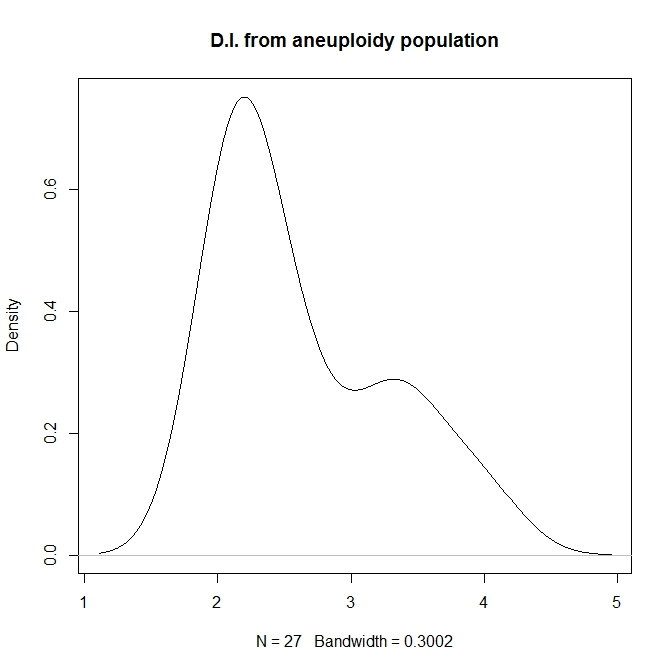 D.I. from aneuploidy population
Density
0.6
0.4
0.2
0.0
1 2 3 4 5
N = 27 Bandwidth = 0.3002